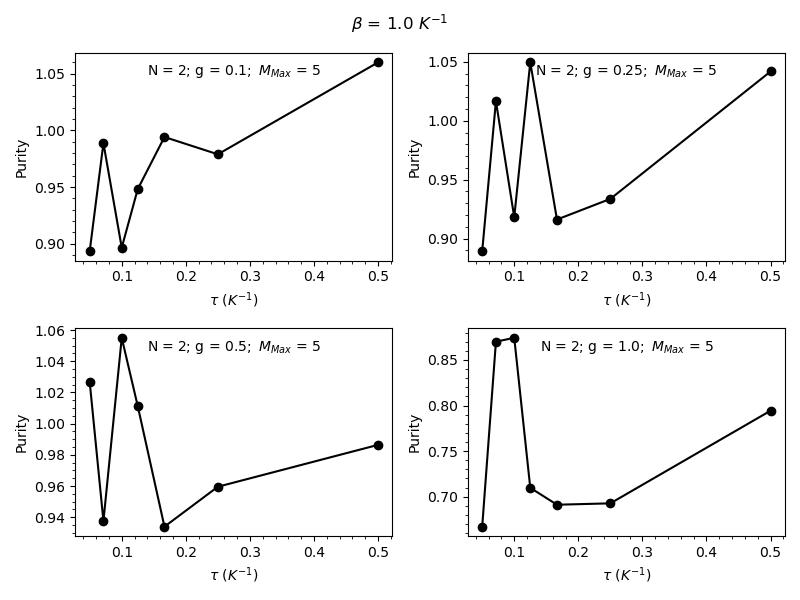 β = 1.0 K⁻¹
N = 2; g = 0.1; M_Max = 5
Purity
1.05
1.00
0.95
0.90
0.1 0.2 0.3 0.4 0.5
τ (K⁻¹)
N = 2; g = 0.25; M_Max = 5
Purity
1.05
1.00
0.95
0.90
0.1 0.2 0.3 0.4 0.5
τ (K⁻¹)
N = 2; g = 0.5; M_Max = 5
Purity
1.06
1.04
1.02
1.00
0.98
0.96
0.94
0.1 0.2 0.3 0.4 0.5
τ (K⁻¹)
N = 2; g = 1.0; M_Max = 5
Purity
0.85
0.80
0.75
0.70
0.1 0.2 0.3 0.4 0.5
τ (K⁻¹)